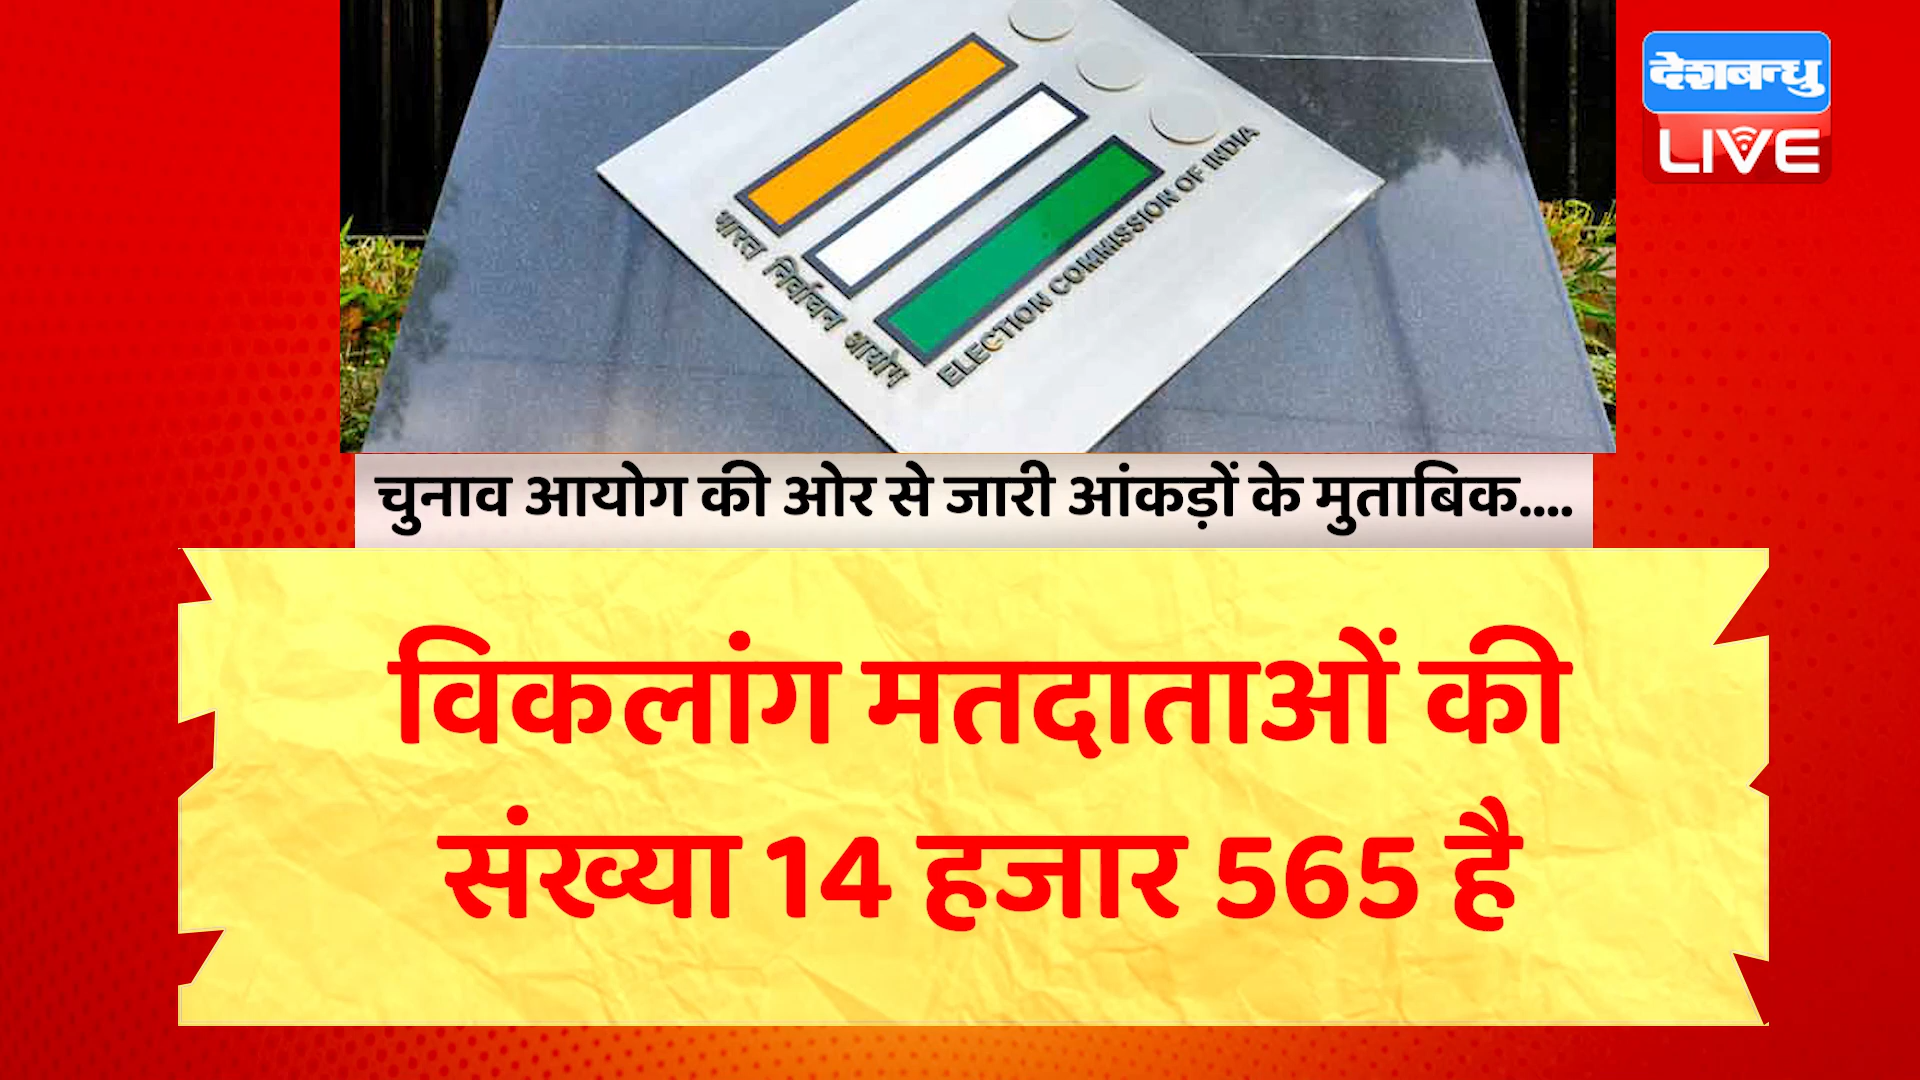 देशबन्धु
LIVE
भारत निर्वाचन आयोग
ELECTION COMMISSION OF INDIA
चुनाव आयोग की ओर से जारी आंकड़ों के मुताबिक....
विकलांग मतदाताओं की
संख्या 14 हजार 565 है